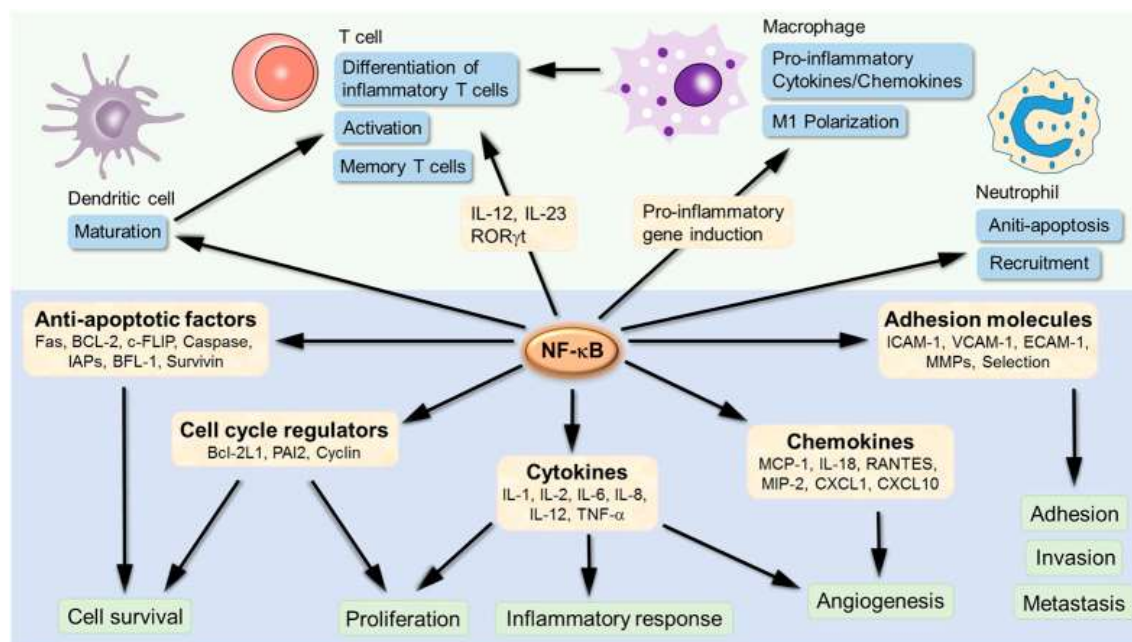 T cell
Differentiation of
inflammatory T cells
Activation
Memory T cells
Macrophage
Pro-inflammatory
Cytokines/Chemokines
M1 Polarization
Dendritic cell
Maturation
IL-12, IL-23
RORγt
Pro-inflammatory
gene induction
Neutrophil
Aniti-apoptosis
Recruitment
Anti-apoptotic factors
Fas, BCL-2, c-FLIP, Caspase,
IAPs, BFL-1, Survivin
NF-κB
Adhesion molecules
ICAM-1, VCAM-1, ECAM-1,
MMPs, Selection
Cell cycle regulators
Bcl-2L1, PAI2, Cyclin
Cytokines
IL-1, IL-2, IL-6, IL-8,
IL-12, TNF-α
Chemokines
MCP-1, IL-18, RANTES,
MIP-2, CXCL1, CXCL10
Cell survival
Proliferation
Inflammatory response
Angiogenesis
Adhesion
Invasion
Metastasis